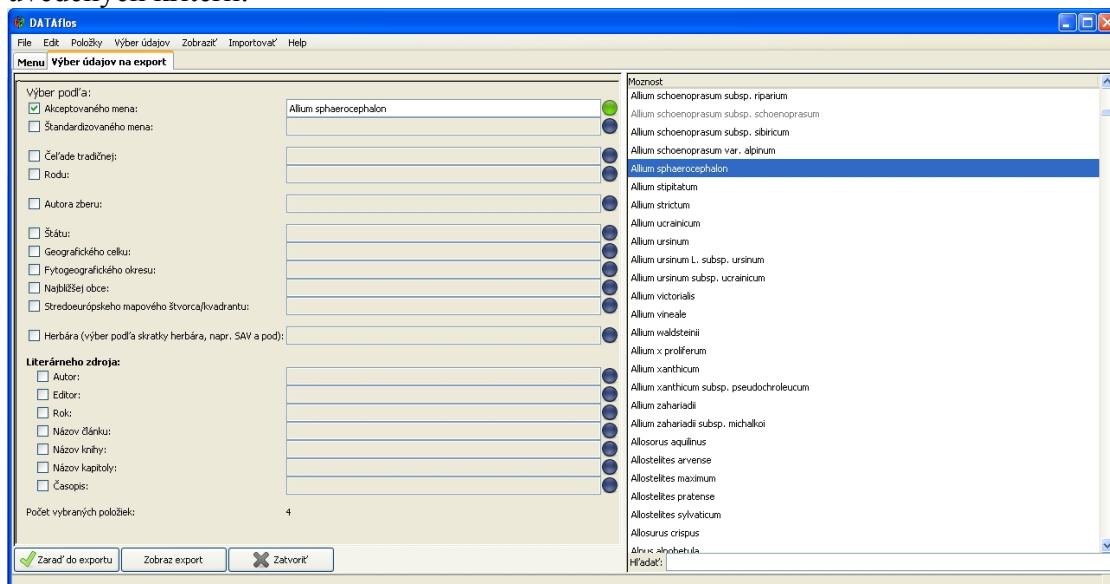 uvedených kritérií.
DATAflos
File Edit Položky Výber údajov Zobraziť Importovať Help
Menu Výber údajov na export
Výber podľa:
Akceptovaného mena: Allium sphaerocephalon
Štandardizovaného mena:
Čeľade tradičnej:
Rodu:
Autora zberu:
Štátu:
Geografického celku:
Fytogeografického okresu:
Najbližšej obce:
Stredoeurópskeho mapového štvorca/kvadrantu:
Herbára (výber podľa skratky herbára, napr. SAV a pod):
Literárneho zdroja:
Autor:
Editor:
Rok:
Názov článku:
Názov knihy:
Názov kapitoly:
Časopis:
Počet vybraných položiek: 4
Zaraď do exportu Zobraz export Zatvoriť
Moznost
Allium schoenoprasum subsp. riparium
Allium schoenoprasum subsp. schoenoprasum
Allium schoenoprasum subsp. sibiricum
Allium schoenoprasum var. alpinum
Allium sphaerocephalon
Allium stipitatum
Allium strictum
Allium ucrainicum
Allium ursinum
Allium ursinum L. subsp. ursinum
Allium ursinum subsp. ucrainicum
Allium victorialis
Allium vineale
Allium waldsteinii
Allium x proliferum
Allium xanthicum
Allium xanthicum subsp. pseudochroleucum
Allium zahariadii
Allium zahariadii subsp. michalkoi
Allosorus aquilinus
Allostelites arvense
Allostelites maximum
Allostelites pratense
Allostelites sylvaticum
Allosurus crispus
Alnus alnobetula
Hľadať: